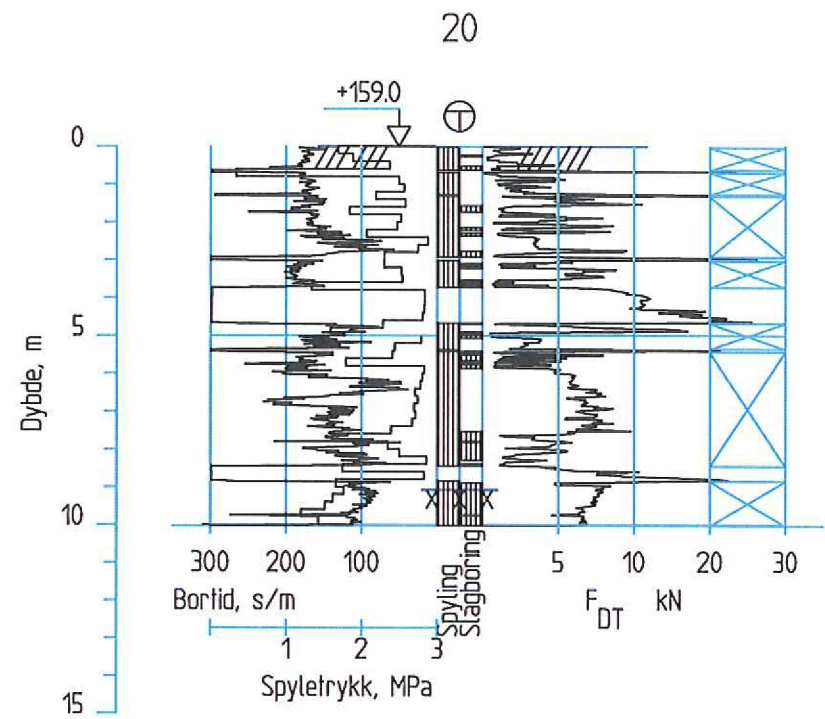 20
+159.0
T
0
5
10
15
Dybde, m
300 200 100
Bortid, s/m
1 2 3
Spyletrykk, MPa
Spyling
Slagboring
5 10 20 30
FDT kN